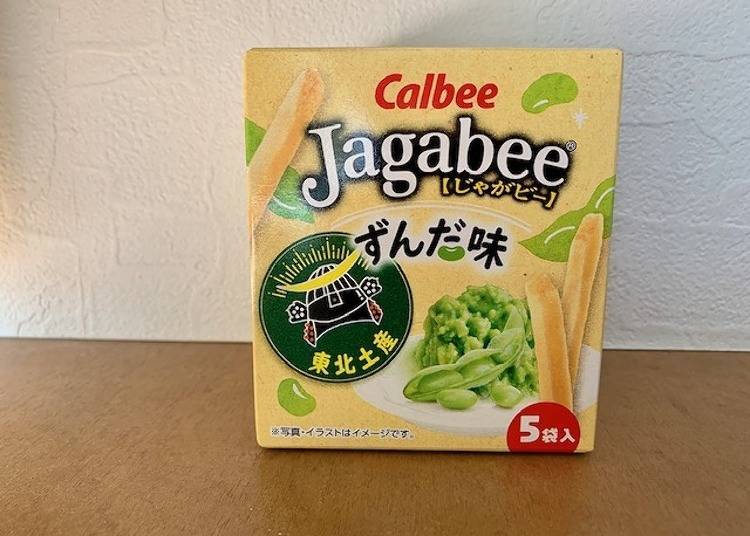 Calbee
Jagabee®
【じゃがビー】
ずんだ味
東北土産
※写真・イラストはイメージです。
5袋入